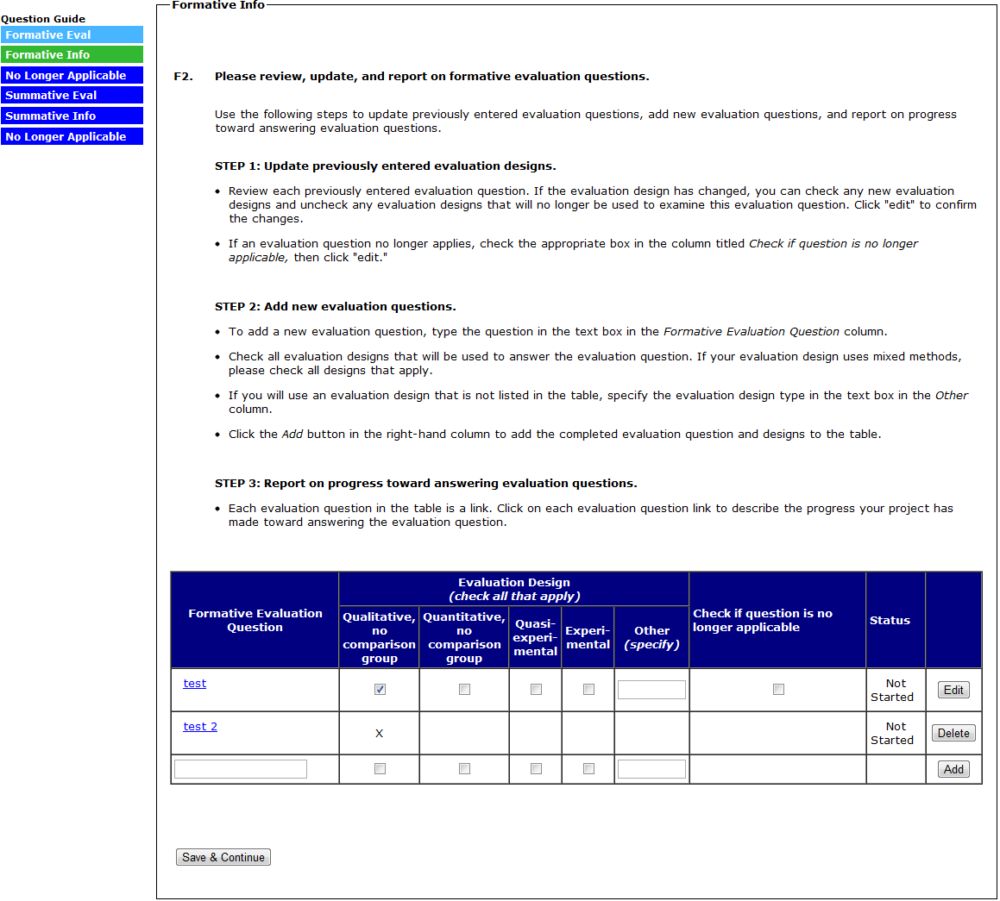 Question Guide
Formative Eval
Formative Info
No Longer Applicable
Summative Eval
Summative Info
No Longer Applicable
Formative Info
F2. Please review, update, and report on formative evaluation questions.
Use the following steps to update previously entered evaluation questions, add new evaluation questions, and report on progress
toward answering evaluation questions.
STEP 1: Update previously entered evaluation designs.
• Review each previously entered evaluation question. If the evaluation design has changed, you can check any new evaluation
designs and uncheck any evaluation designs that will no longer be used to examine this evaluation question. Click "edit" to confirm
the changes.
• If an evaluation question no longer applies, check the appropriate box in the column titled Check if question is no longer
applicable, then click "edit."
STEP 2: Add new evaluation questions.
• To add a new evaluation question, type the question in the text box in the Formative Evaluation Question column.
• Check all evaluation designs that will be used to answer the evaluation question. If your evaluation design uses mixed methods,
please check all designs that apply.
• If you will use an evaluation design that is not listed in the table, specify the evaluation design type in the text box in the Other
column.
• Click the Add button in the right-hand column to add the completed evaluation question and designs to the table.
STEP 3: Report on progress toward answering evaluation questions.
• Each evaluation question in the table is a link. Click on each evaluation question link to describe the progress your project has
made toward answering the evaluation question.
Formative Evaluation
Question
Evaluation Design
(check all that apply)
Qualitative,
no
comparison
group
Quantitative,
no
comparison
group
Quasi-
experi-
mental
Experi-
mental
Other
(specify)
Check if question is no
longer applicable
Status
test
Not
Started
Edit
test 2
X
Not
Started
Delete
Add
Save & Continue